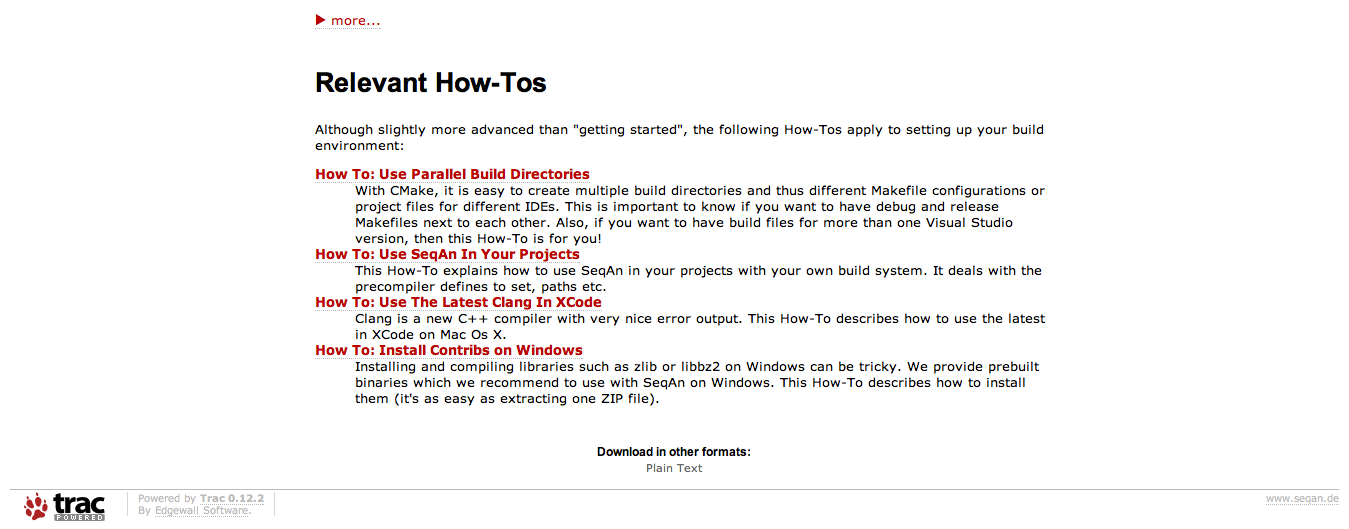 more...
Relevant How-Tos
Although slightly more advanced than "getting started", the following How-Tos apply to setting up your build
environment:
How To: Use Parallel Build Directories
With CMake, it is easy to create multiple build directories and thus different Makefile configurations or
project files for different IDEs. This is important to know if you want to have debug and release
Makefiles next to each other. Also, if you want to have build files for more than one Visual Studio
version, then this How-To is for you!
How To: Use SeqAn In Your Projects
This How-To explains how to use SeqAn in your projects with your own build system. It deals with the
precompiler defines to set, paths etc.
How To: Use The Latest Clang In XCode
Clang is a new C++ compiler with very nice error output. This How-To describes how to use the latest
in XCode on Mac Os X.
How To: Install Contribs on Windows
Installing and compiling libraries such as zlib or libbz2 on Windows can be tricky. We provide prebuilt
binaries which we recommend to use with SeqAn on Windows. This How-To describes how to install
them (it's as easy as extracting one ZIP file).
Download in other formats:
Plain Text
trac
POWERED
Powered by Trac 0.12.2
By Edgewall Software.
www.seqan.de